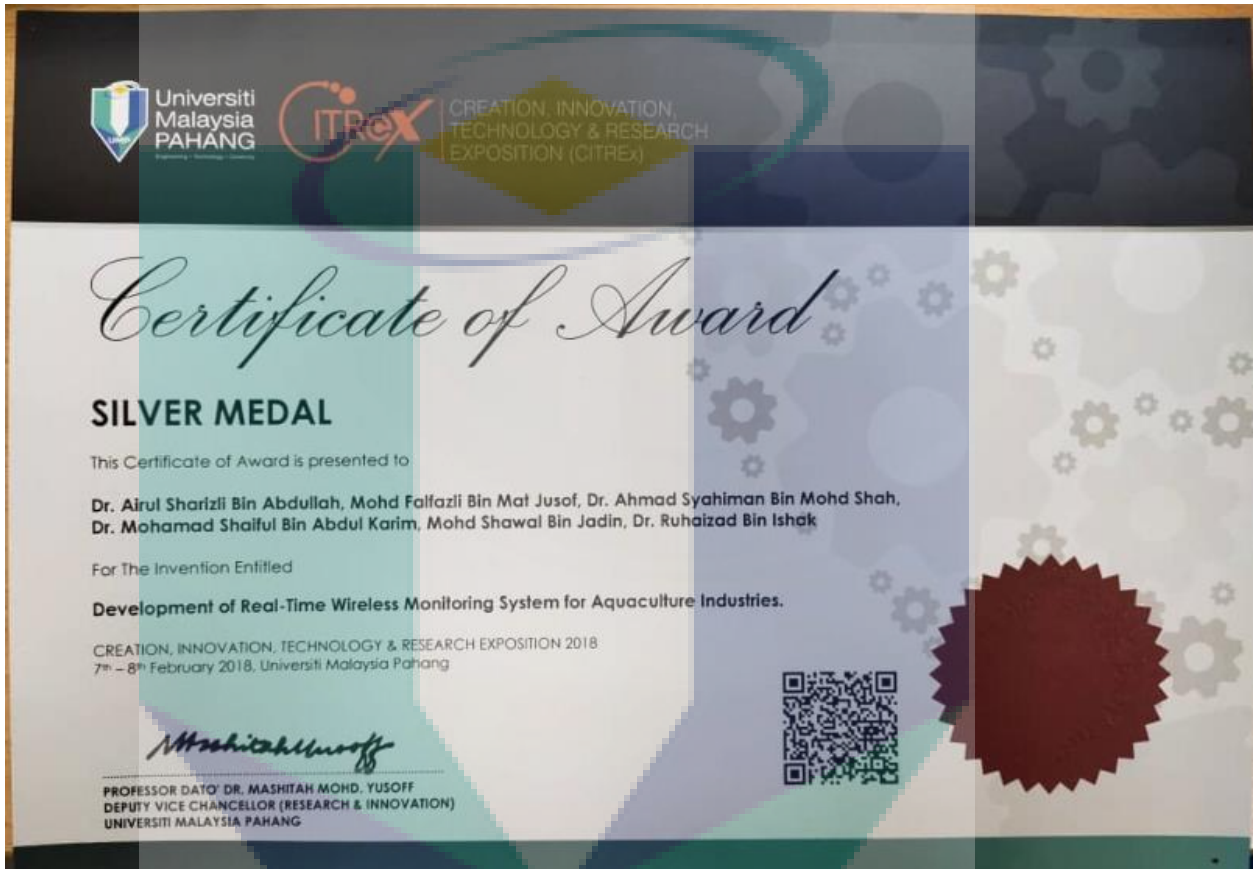 Universiti
Malaysia
PAHANG
CITREX
CREATION, INNOVATION,
TECHNOLOGY & RESEARCH
EXPOSITION (CITREx)
Certificate of Award
SILVER MEDAL
This Certificate of Award is presented to
Dr. Airul Sharizli Bin Abdullah, Mohd Falfazli Bin Mat Jusof, Dr. Ahmad Syahiman Bin Mohd Shah,
Dr. Mohamad Shaiful Bin Abdul Karim, Mohd Shawal Bin Jadin, Dr. Ruhaizad Bin Ishak
For The Invention Entitled
Development of Real-Time Wireless Monitoring System for Aquaculture Industries.
CREATION, INNOVATION, TECHNOLOGY & RESEARCH EXPOSITION 2018
7th – 8th February 2018, Universiti Malaysia Pahang
PROFESSOR DATO' DR. MASHITAH MOHD. YUSOFF
DEPUTY VICE CHANCELLOR (RESEARCH & INNOVATION)
UNIVERSITI MALAYSIA PAHANG